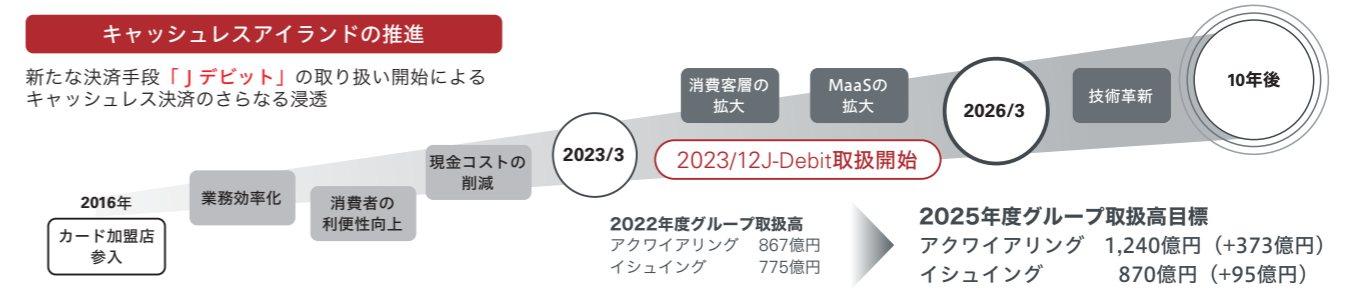 キャッシュレスアイランドの推進
新たな決済手段「Jデビット」の取り扱い開始による
キャッシュレス決済のさらなる浸透
2016年
カード加盟店
参入
業務効率化
消費者の
利便性向上
現金コストの
削減
2023/3
消費客層の
拡大
MaaSの
拡大
2023/12J-Debit取扱開始
2026/3
技術革新
10年後
2022年度グループ取扱高
アクワイアリング 867億円
イシュイング 775億円
2025年度グループ取扱高目標
アクワイアリング 1,240億円（+373億円）
イシュイング 870億円（+95億円）